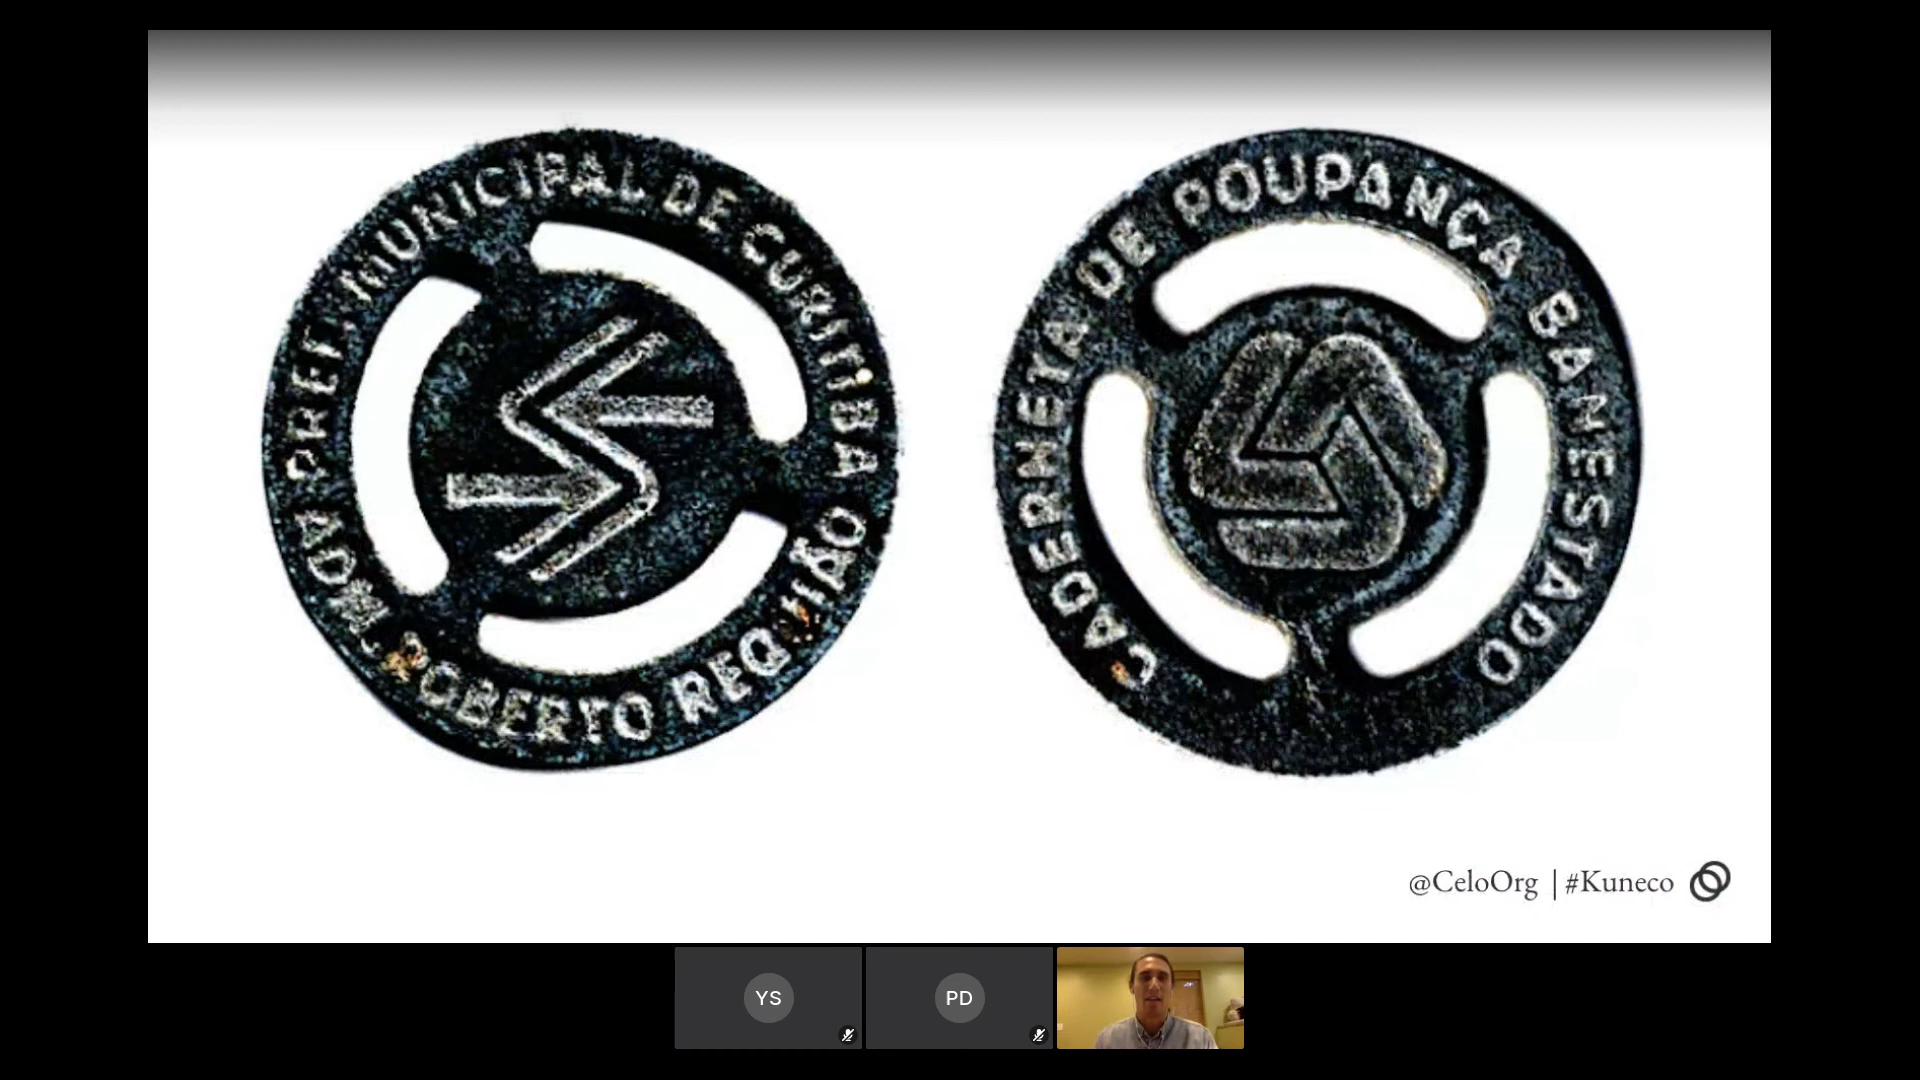 PREF. MUNICIPAL DE CURITIBA
ADM. ROBERTO REQUIÃO
CADERNETA DE POUPANÇA BANESTADO
@CeloOrg | #Kuneco
YS
PD